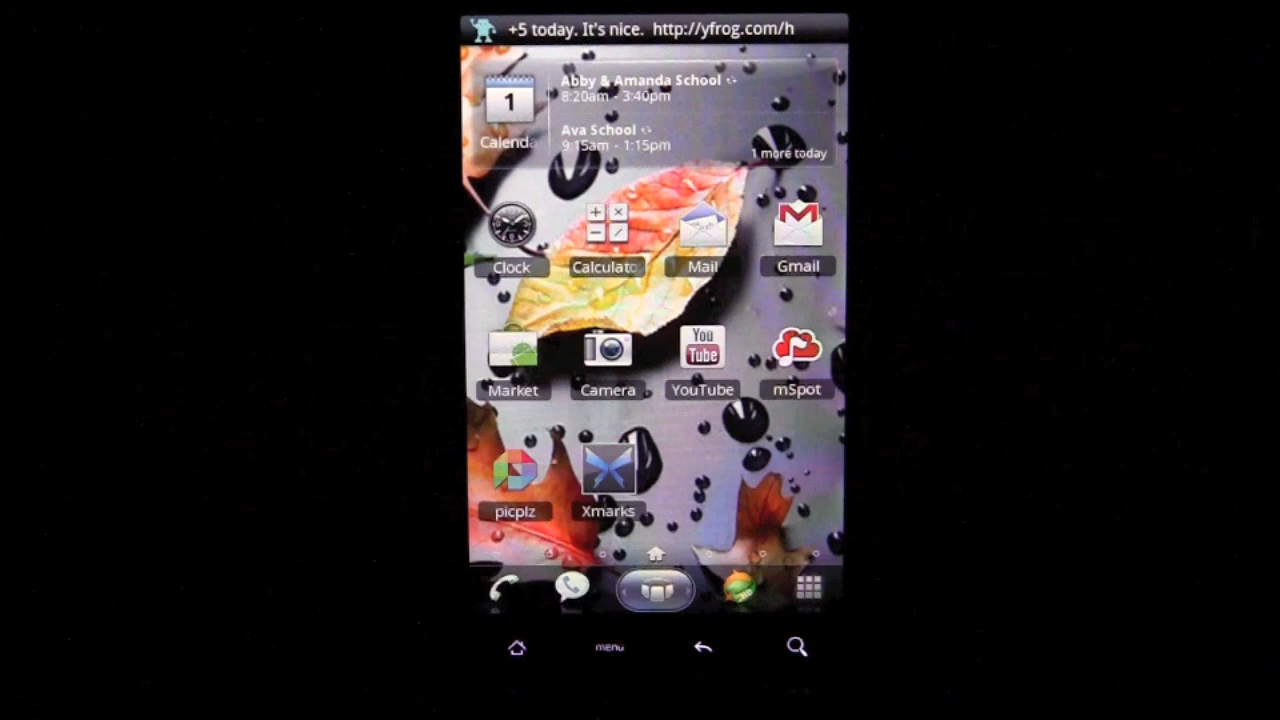 +5 today. It's nice. http://yfrog.com/h
1
Abby & Amanda School
8:20am - 3:40pm
Calenda
Ava School
9:15am - 1:15pm
1 more today
Clock
Calculato
Mail
Gmail
You
Tube
Market
Camera
YouTube
mSpot
picplz
Xmarks
menu